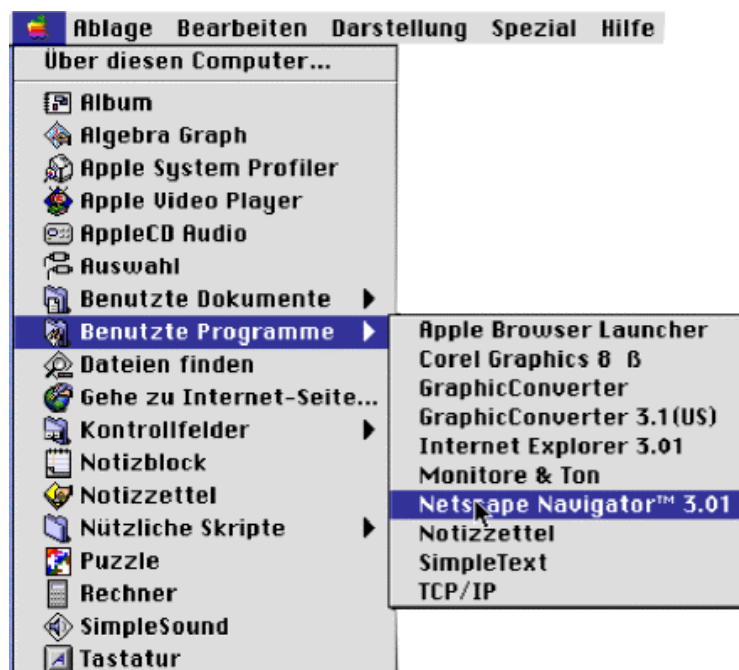 Ablage Bearbeiten Darstellung Spezial Hilfe
Über diesen Computer...
Album
Algebra Graph
Apple System Profiler
Apple Video Player
AppleCD Audio
Auswahl
Benutzte Dokumente
Benutzte Programme
Dateien finden
Gehe zu Internet-Seite...
Kontrollfelder
Notizblock
Notizzettel
Nützliche Skripte
Puzzle
Rechner
SimpleSound
Tastatur
Apple Browser Launcher
Corel Graphics 8 ß
GraphicConverter
GraphicConverter 3.1(US)
Internet Explorer 3.01
Monitore & Ton
Netscape Navigator™ 3.01
Notizzettel
SimpleText
TCP/IP